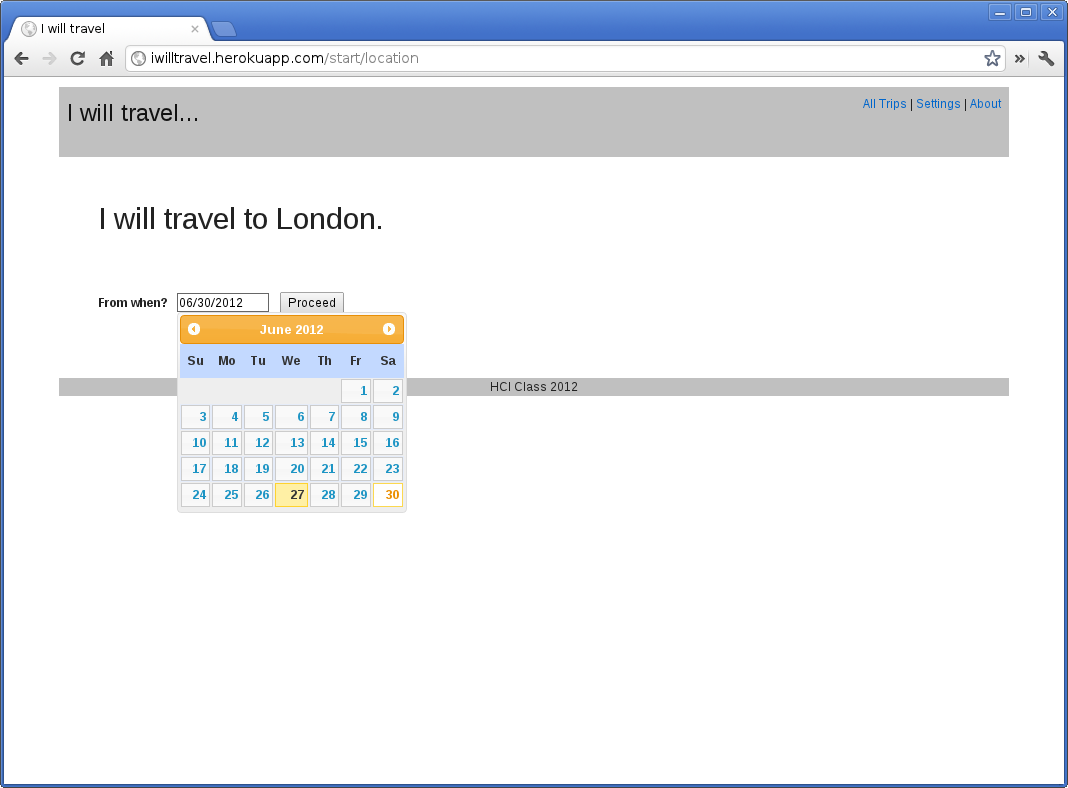 I will travel
iwilltravel.herokuapp.com/start/location
I will travel...
All Trips | Settings | About
I will travel to London.
From when? 06/30/2012 Proceed
June 2012
Su Mo Tu We Th Fr Sa
1 2
HCI Class 2012
3 4 5 6 7 8 9
10 11 12 13 14 15 16
17 18 19 20 21 22 23
24 25 26 27 28 29 30